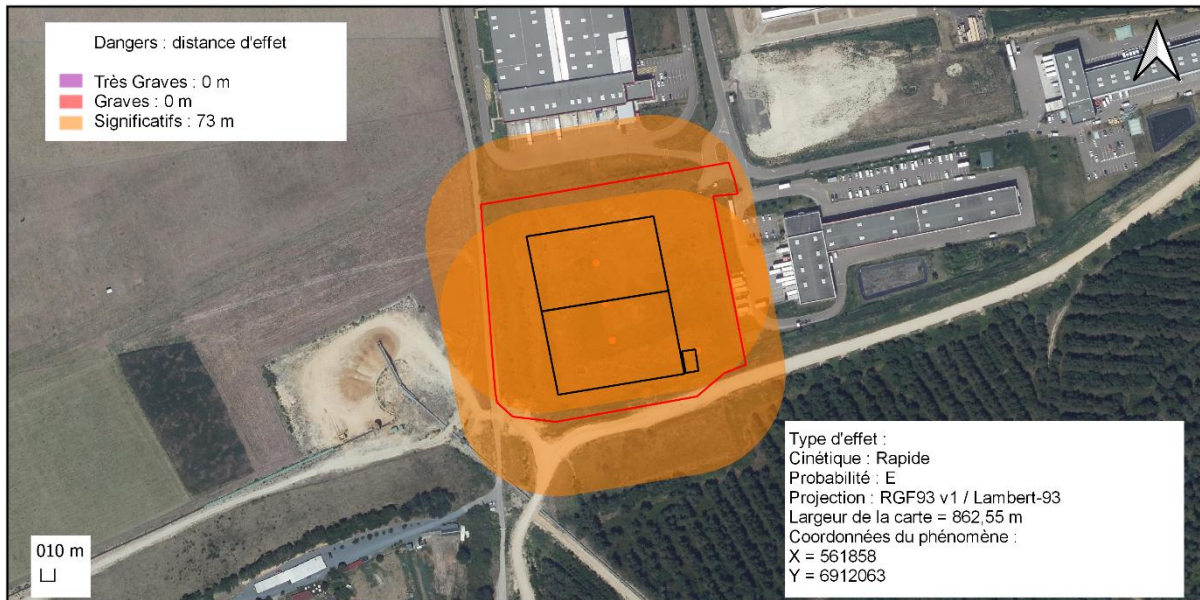 Dangers : distance d'effet
Très Graves : 0 m
Graves : 0 m
Significatifs : 73 m
Type d'effet :
Cinétique : Rapide
Probabilité : E
Projection : RGF93 v1 / Lambert-93
Largeur de la carte = 862,55 m
Coordonnées du phénomène :
X = 561858
Y = 6912063
010 m